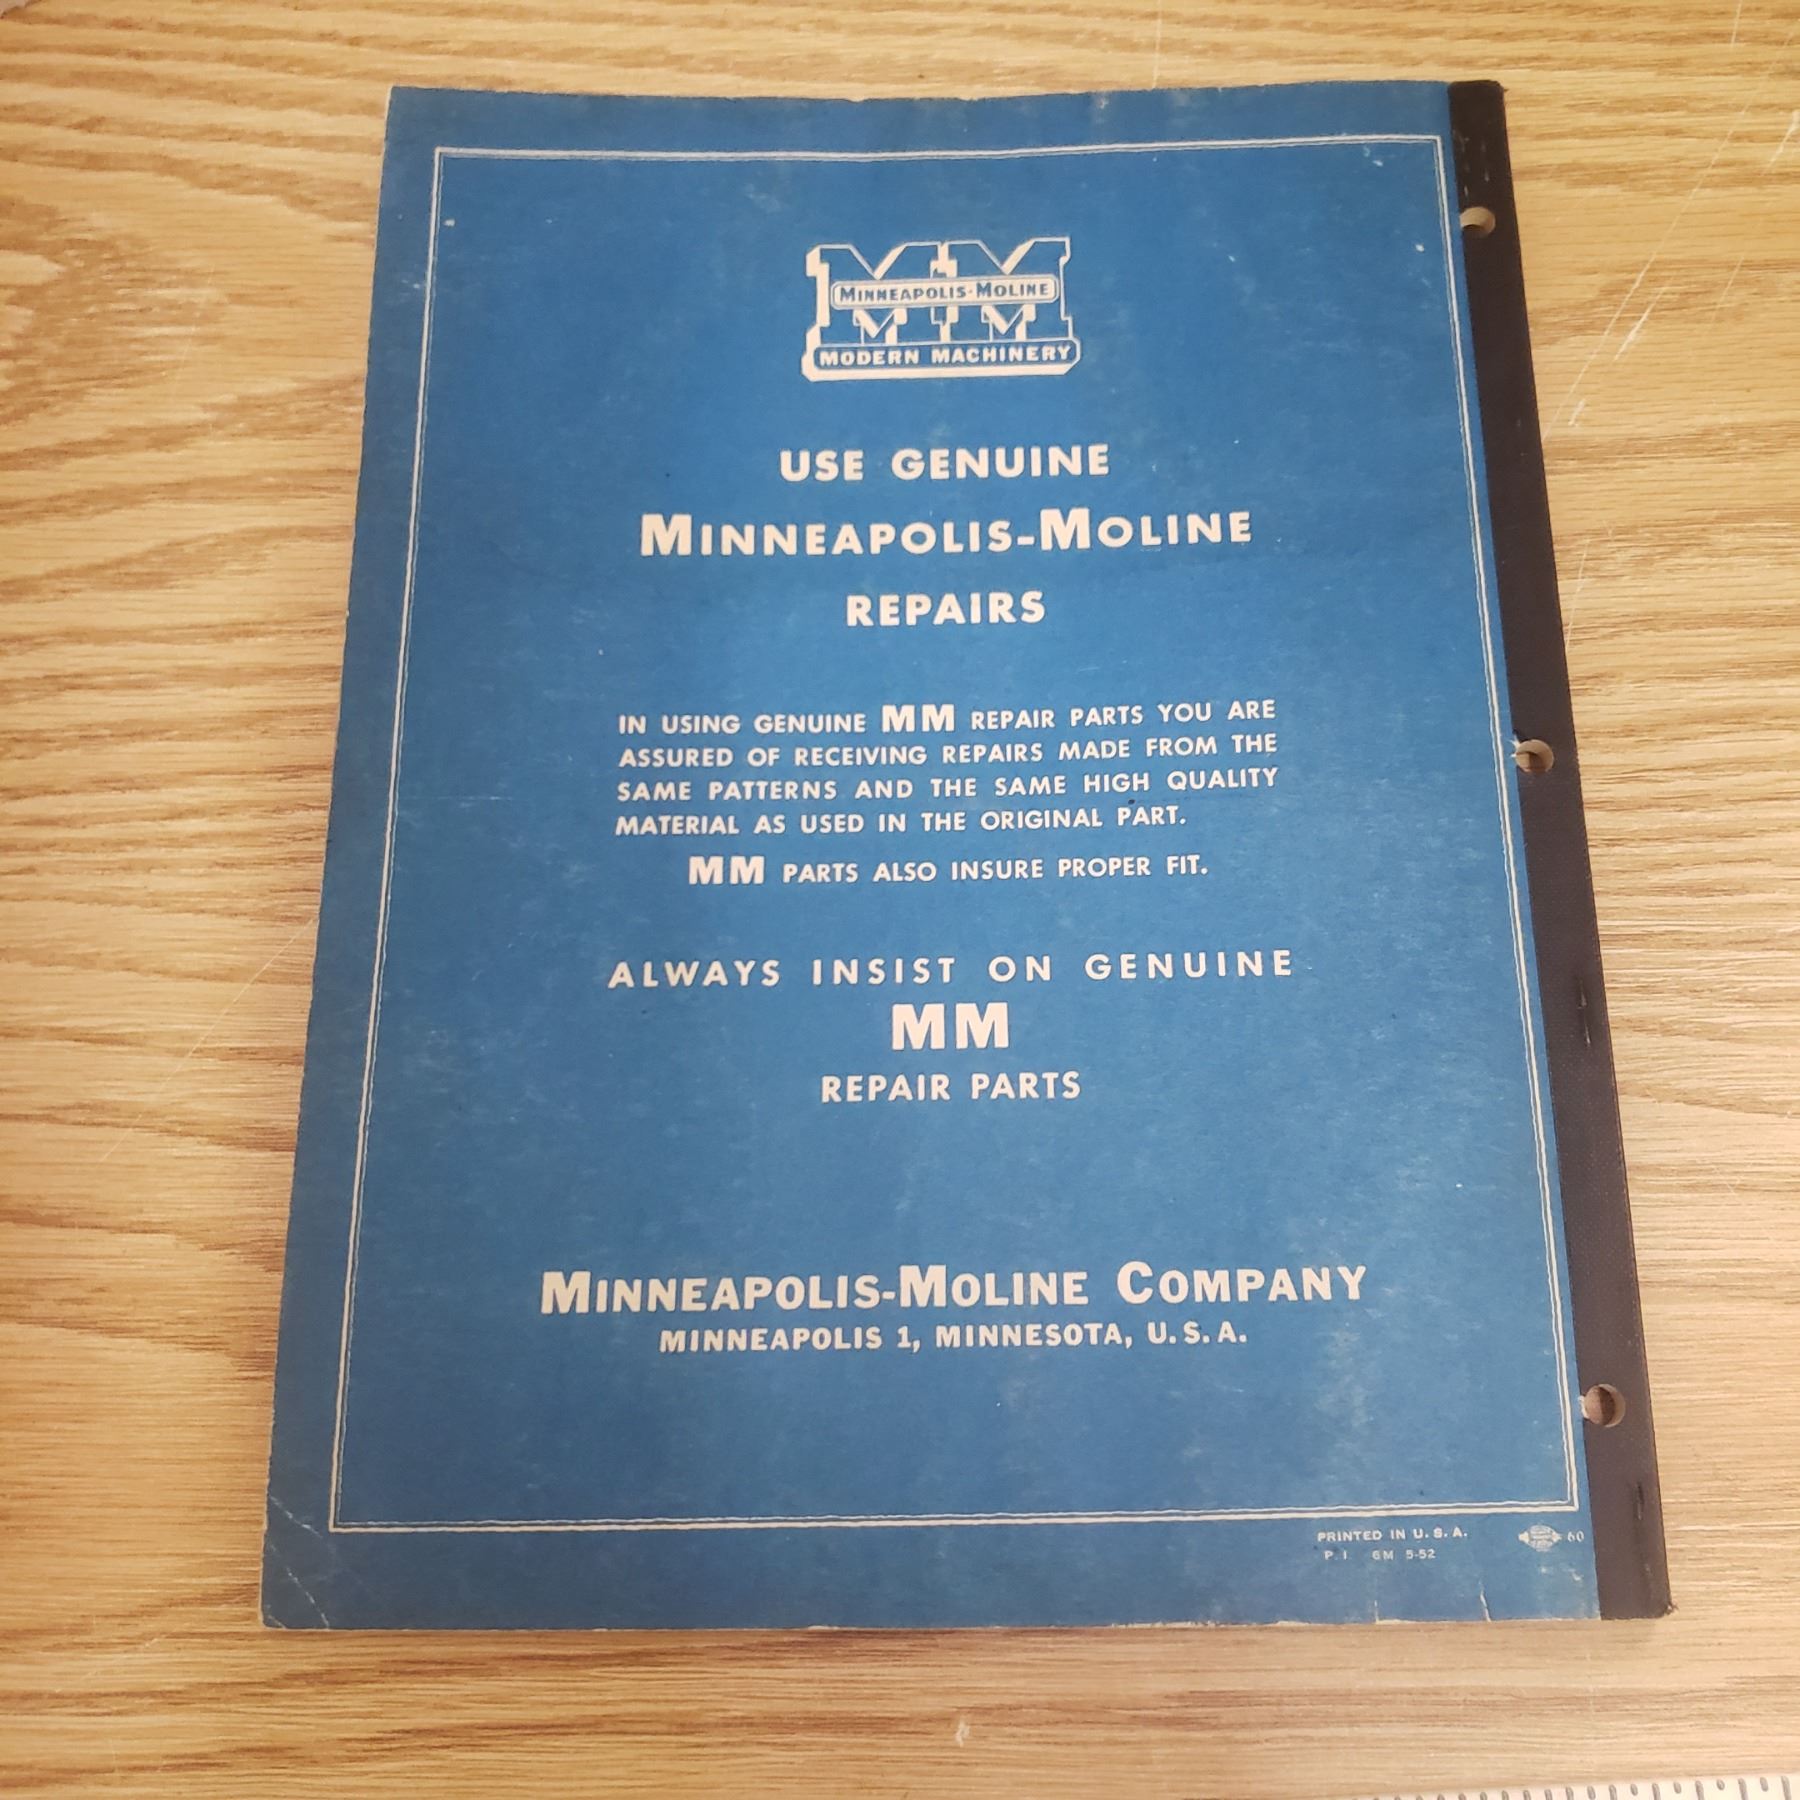 MINNEAPOLIS-MOLINE
MODERN MACHINERY
USE GENUINE
MINNEAPOLIS-MOLINE
REPAIRS
IN USING GENUINE MM REPAIR PARTS YOU ARE
ASSURED OF RECEIVING REPAIRS MADE FROM THE
SAME PATTERNS AND THE SAME HIGH QUALITY
MATERIAL AS USED IN THE ORIGINAL PART.
MM PARTS ALSO INSURE PROPER FIT.
ALWAYS INSIST ON GENUINE
MM
REPAIR PARTS
MINNEAPOLIS-MOLINE COMPANY
MINNEAPOLIS 1, MINNESOTA, U.S.A.
PRINTED IN U.S.A. 60
P. I 6M 5-52